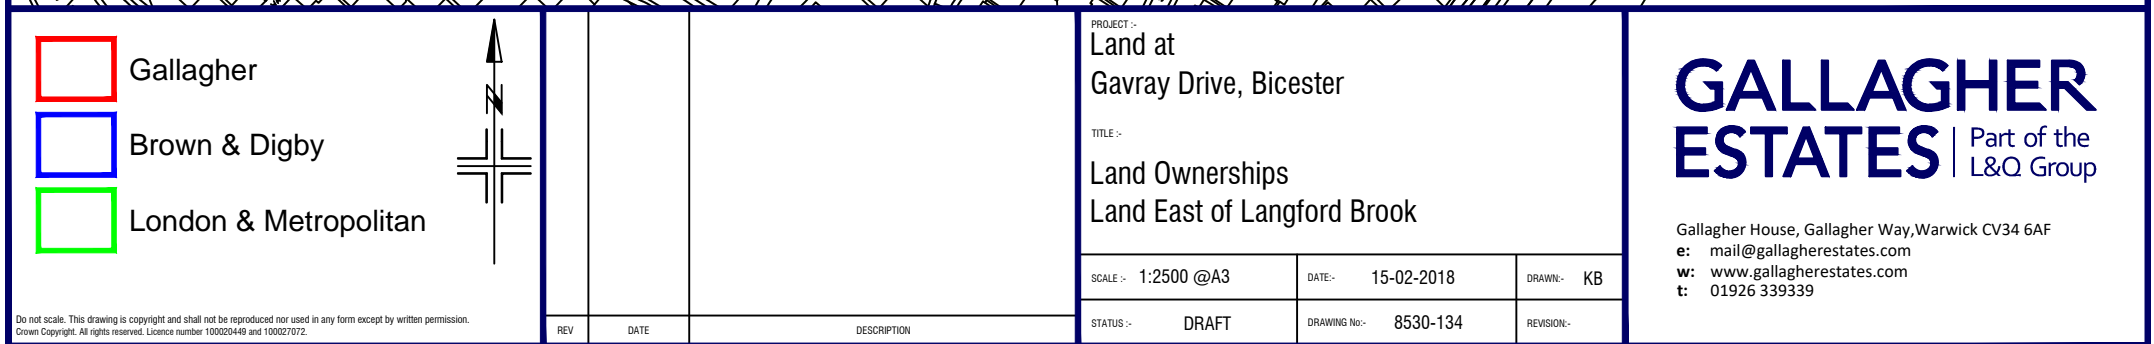 Gallagher
Brown & Digby
London & Metropolitan
N
Do not scale. This drawing is copyright and shall not be reproduced nor used in any form except by written permission.
Crown Copyright. All rights reserved. Licence number 100020449 and 100027072.
REV DATE DESCRIPTION
PROJECT :-
Land at
Gavray Drive, Bicester
TITLE :-
Land Ownerships
Land East of Langford Brook
SCALE :- 1:2500 @A3 DATE:- 15-02-2018 DRAWN:- KB
STATUS :- DRAFT DRAWING No:- 8530-134 REVISION:-
GALLAGHER
ESTATES
Part of the
L&Q Group
Gallagher House, Gallagher Way,Warwick CV34 6AF
e: mail@gallagherestates.com
w: www.gallagherestates.com
t: 01926 339339